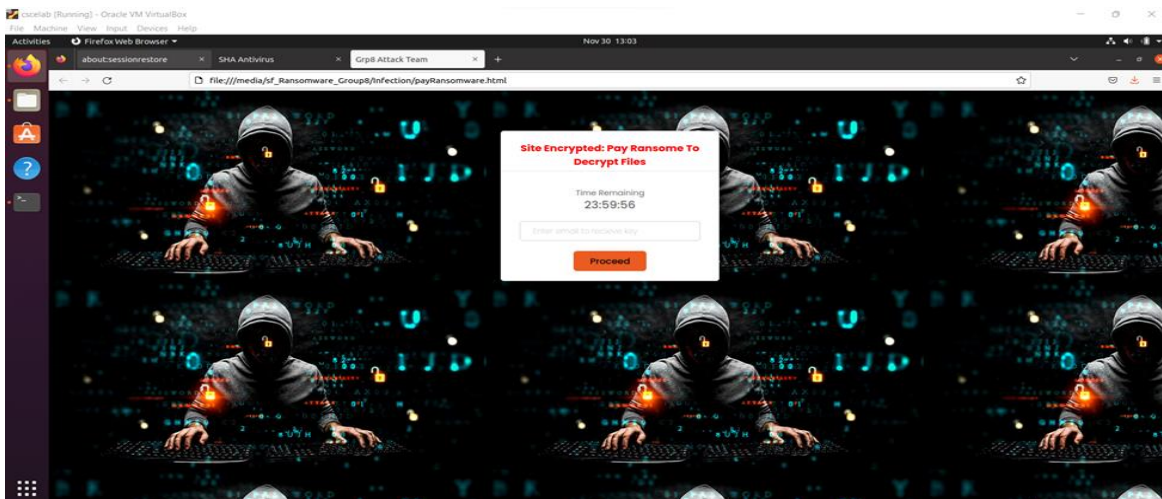 cscelab [Running] - Oracle VM VirtualBox
File Machine View Input Devices Help
Activities Firefox Web Browser Nov 30 13:03
about:sessionrestore SHA Antivirus Grp8 Attack Team
file:///media/sf_Ransomware_Group8/Infection/payRansomware.html
Site Encrypted: Pay Ransome To
Decrypt Files
Time Remaining
23:59:56
Enter email to receive key
Proceed